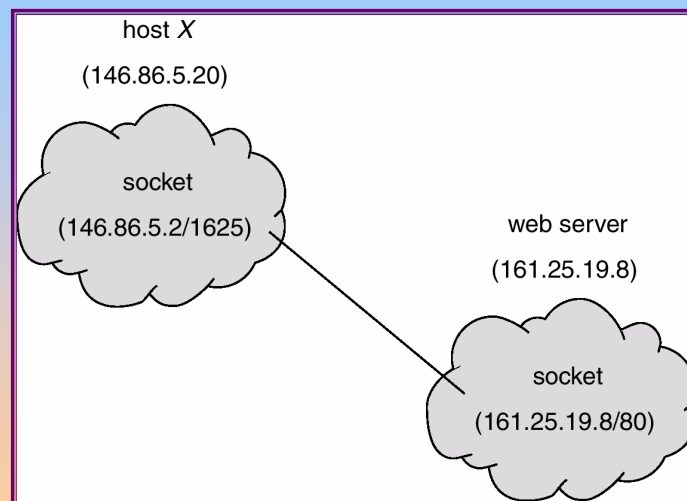 host X
(146.86.5.20)
socket
(146.86.5.2/1625)
web server
(161.25.19.8)
socket
(161.25.19.8/80)